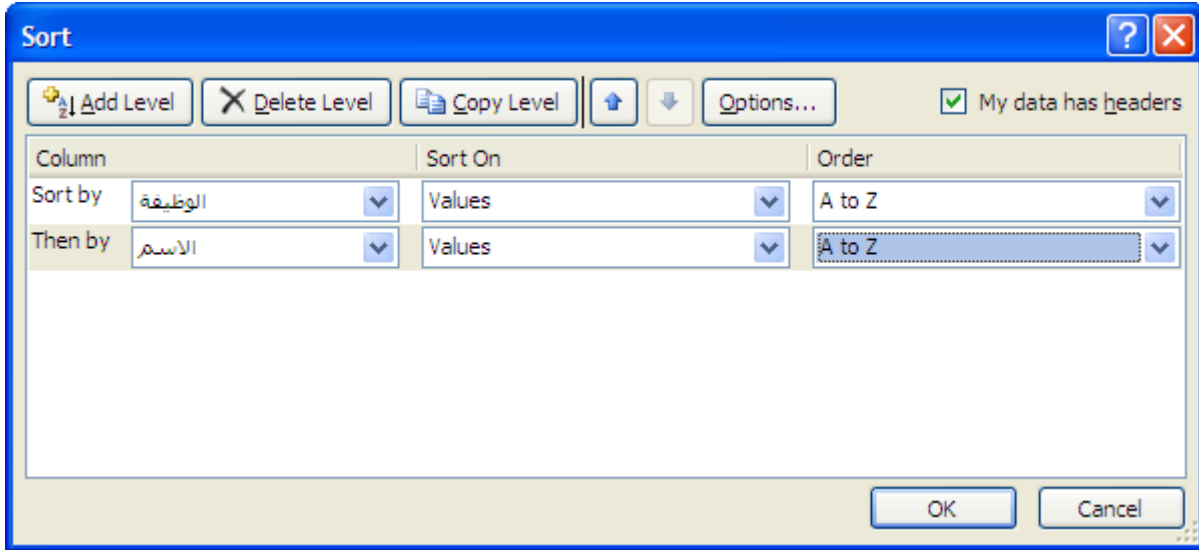 Sort
Add Level Delete Level Copy Level Options... My data has headers
Column Sort On Order
Sort by الوظيفة Values A to Z
Then by الاسم Values A to Z
OK Cancel